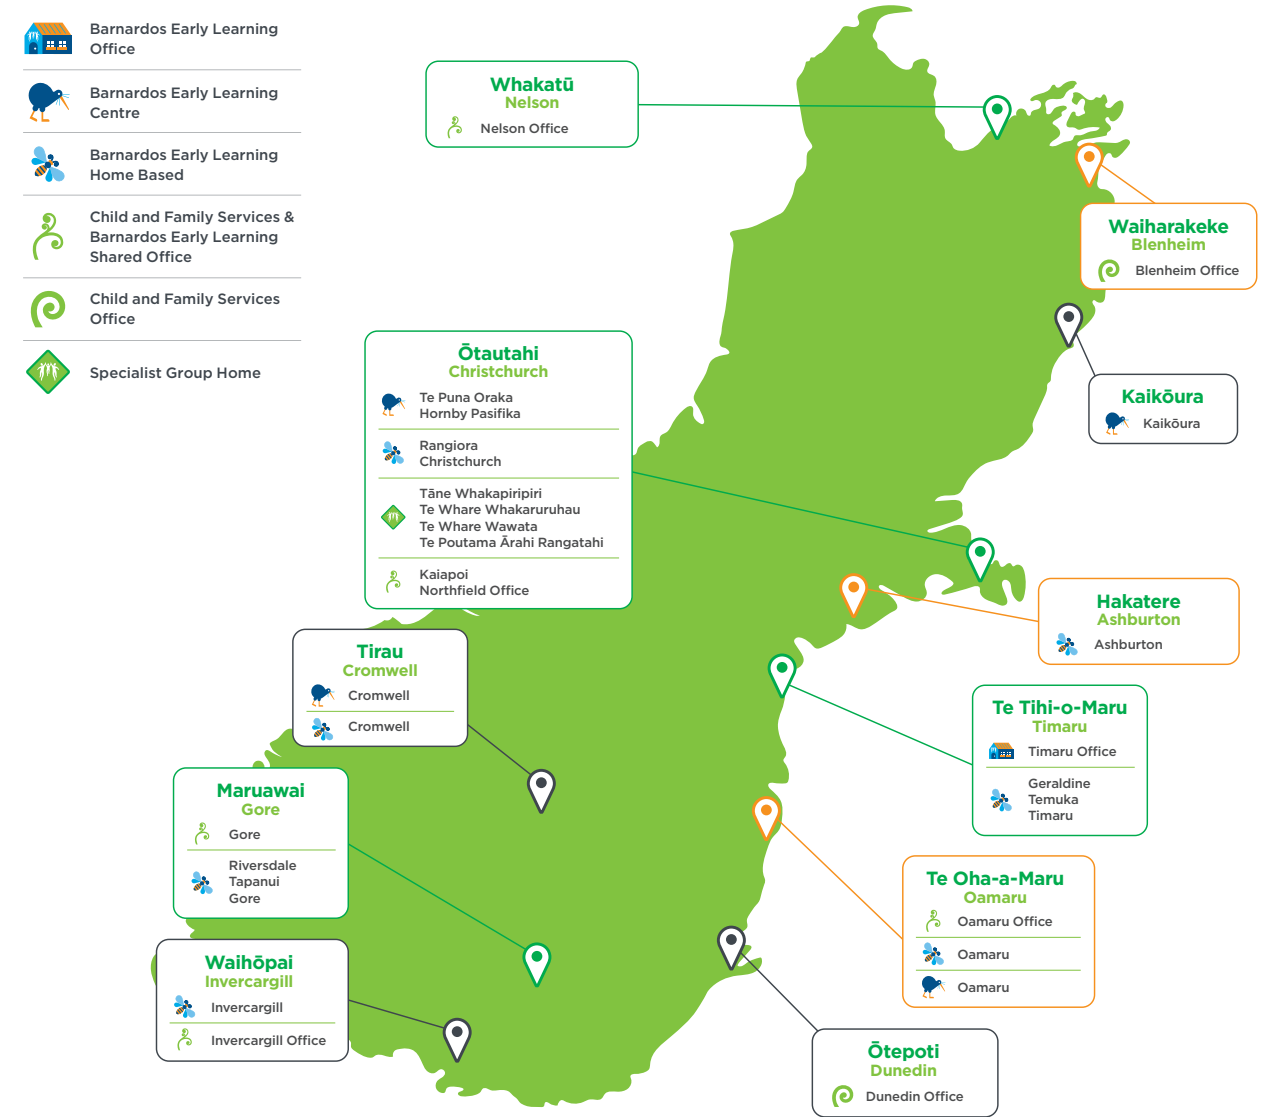 Barnardos Early Learning
Office
Barnardos Early Learning
Centre
Barnardos Early Learning
Home Based
Child and Family Services &
Barnardos Early Learning
Shared Office
Child and Family Services
Office
Specialist Group Home
Whakatū
Nelson
Nelson Office
Waiharakeke
Blenheim
Blenheim Office
Kaikōura
Kaikōura
Ōtautahi
Christchurch
Te Puna Oraka
Hornby Pasifika
Rangiora
Christchurch
Tāne Whakapiripiri
Te Whare Whakaruruhau
Te Whare Wawata
Te Poutama Ārahi Rangatahi
Kaiapoi
Northfield Office
Hakatere
Ashburton
Ashburton
Tirau
Cromwell
Cromwell
Cromwell
Te Tihi-o-Maru
Timaru
Timaru Office
Geraldine
Temuka
Timaru
Maruawai
Gore
Gore
Riversdale
Tapanui
Gore
Te Oha-a-Maru
Oamaru
Oamaru Office
Oamaru
Oamaru
Waihōpai
Invercargill
Invercargill
Invercargill Office
Ōtepoti
Dunedin
Dunedin Office